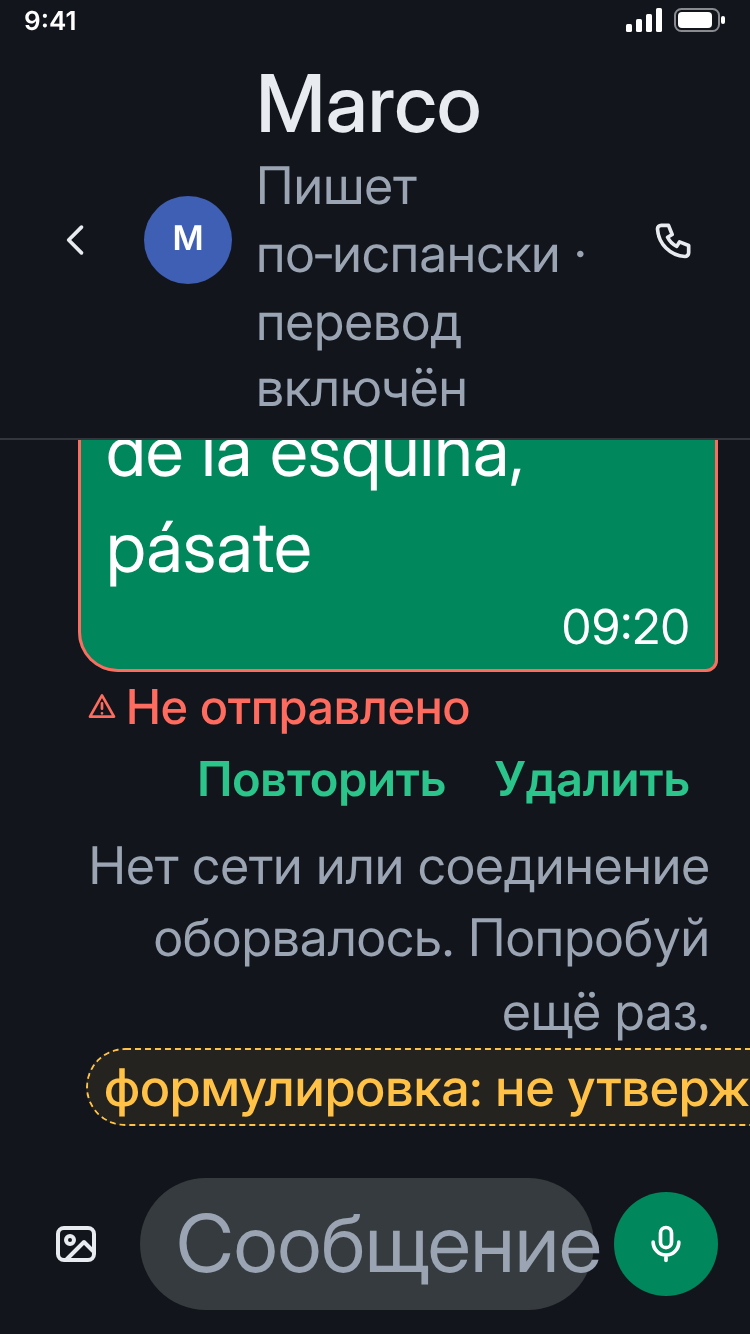 9:41
Marco
Пишет
по-испански ·
перевод
включён
M
de la esquina,
pásate
09:20
Не отправлено
Повторить Удалить
Нет сети или соединение
оборвалось. Попробуй
ещё раз.
формулировка: не утверж
Сообщение